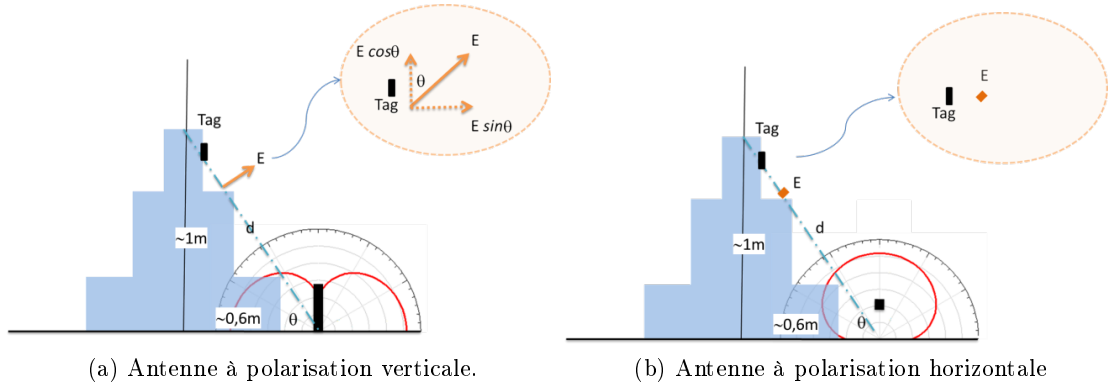 E cosθ
E
θ
Tag
E sinθ
Tag
E
d
~1m
~0,6m
θ
(a) Antenne à polarisation verticale.
E
Tag
Tag
E
d
~1m
~0,6m
θ
(b) Antenne à polarisation horizontale